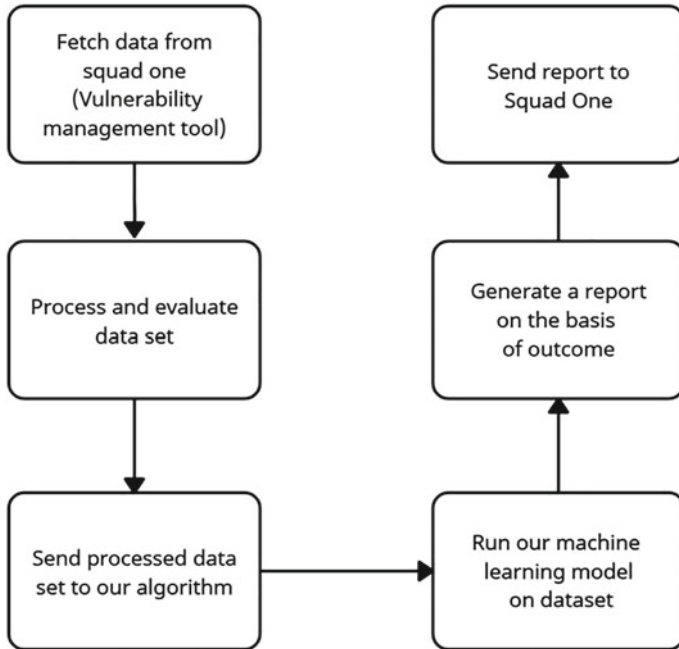 Fetch data from
squad one
(Vulnerability
management tool)
Process and evaluate
data set
Send processed data
set to our algorithm
Run our machine
learning model
on dataset
Generate a report
on the basis
of outcome
Send report to
Squad One